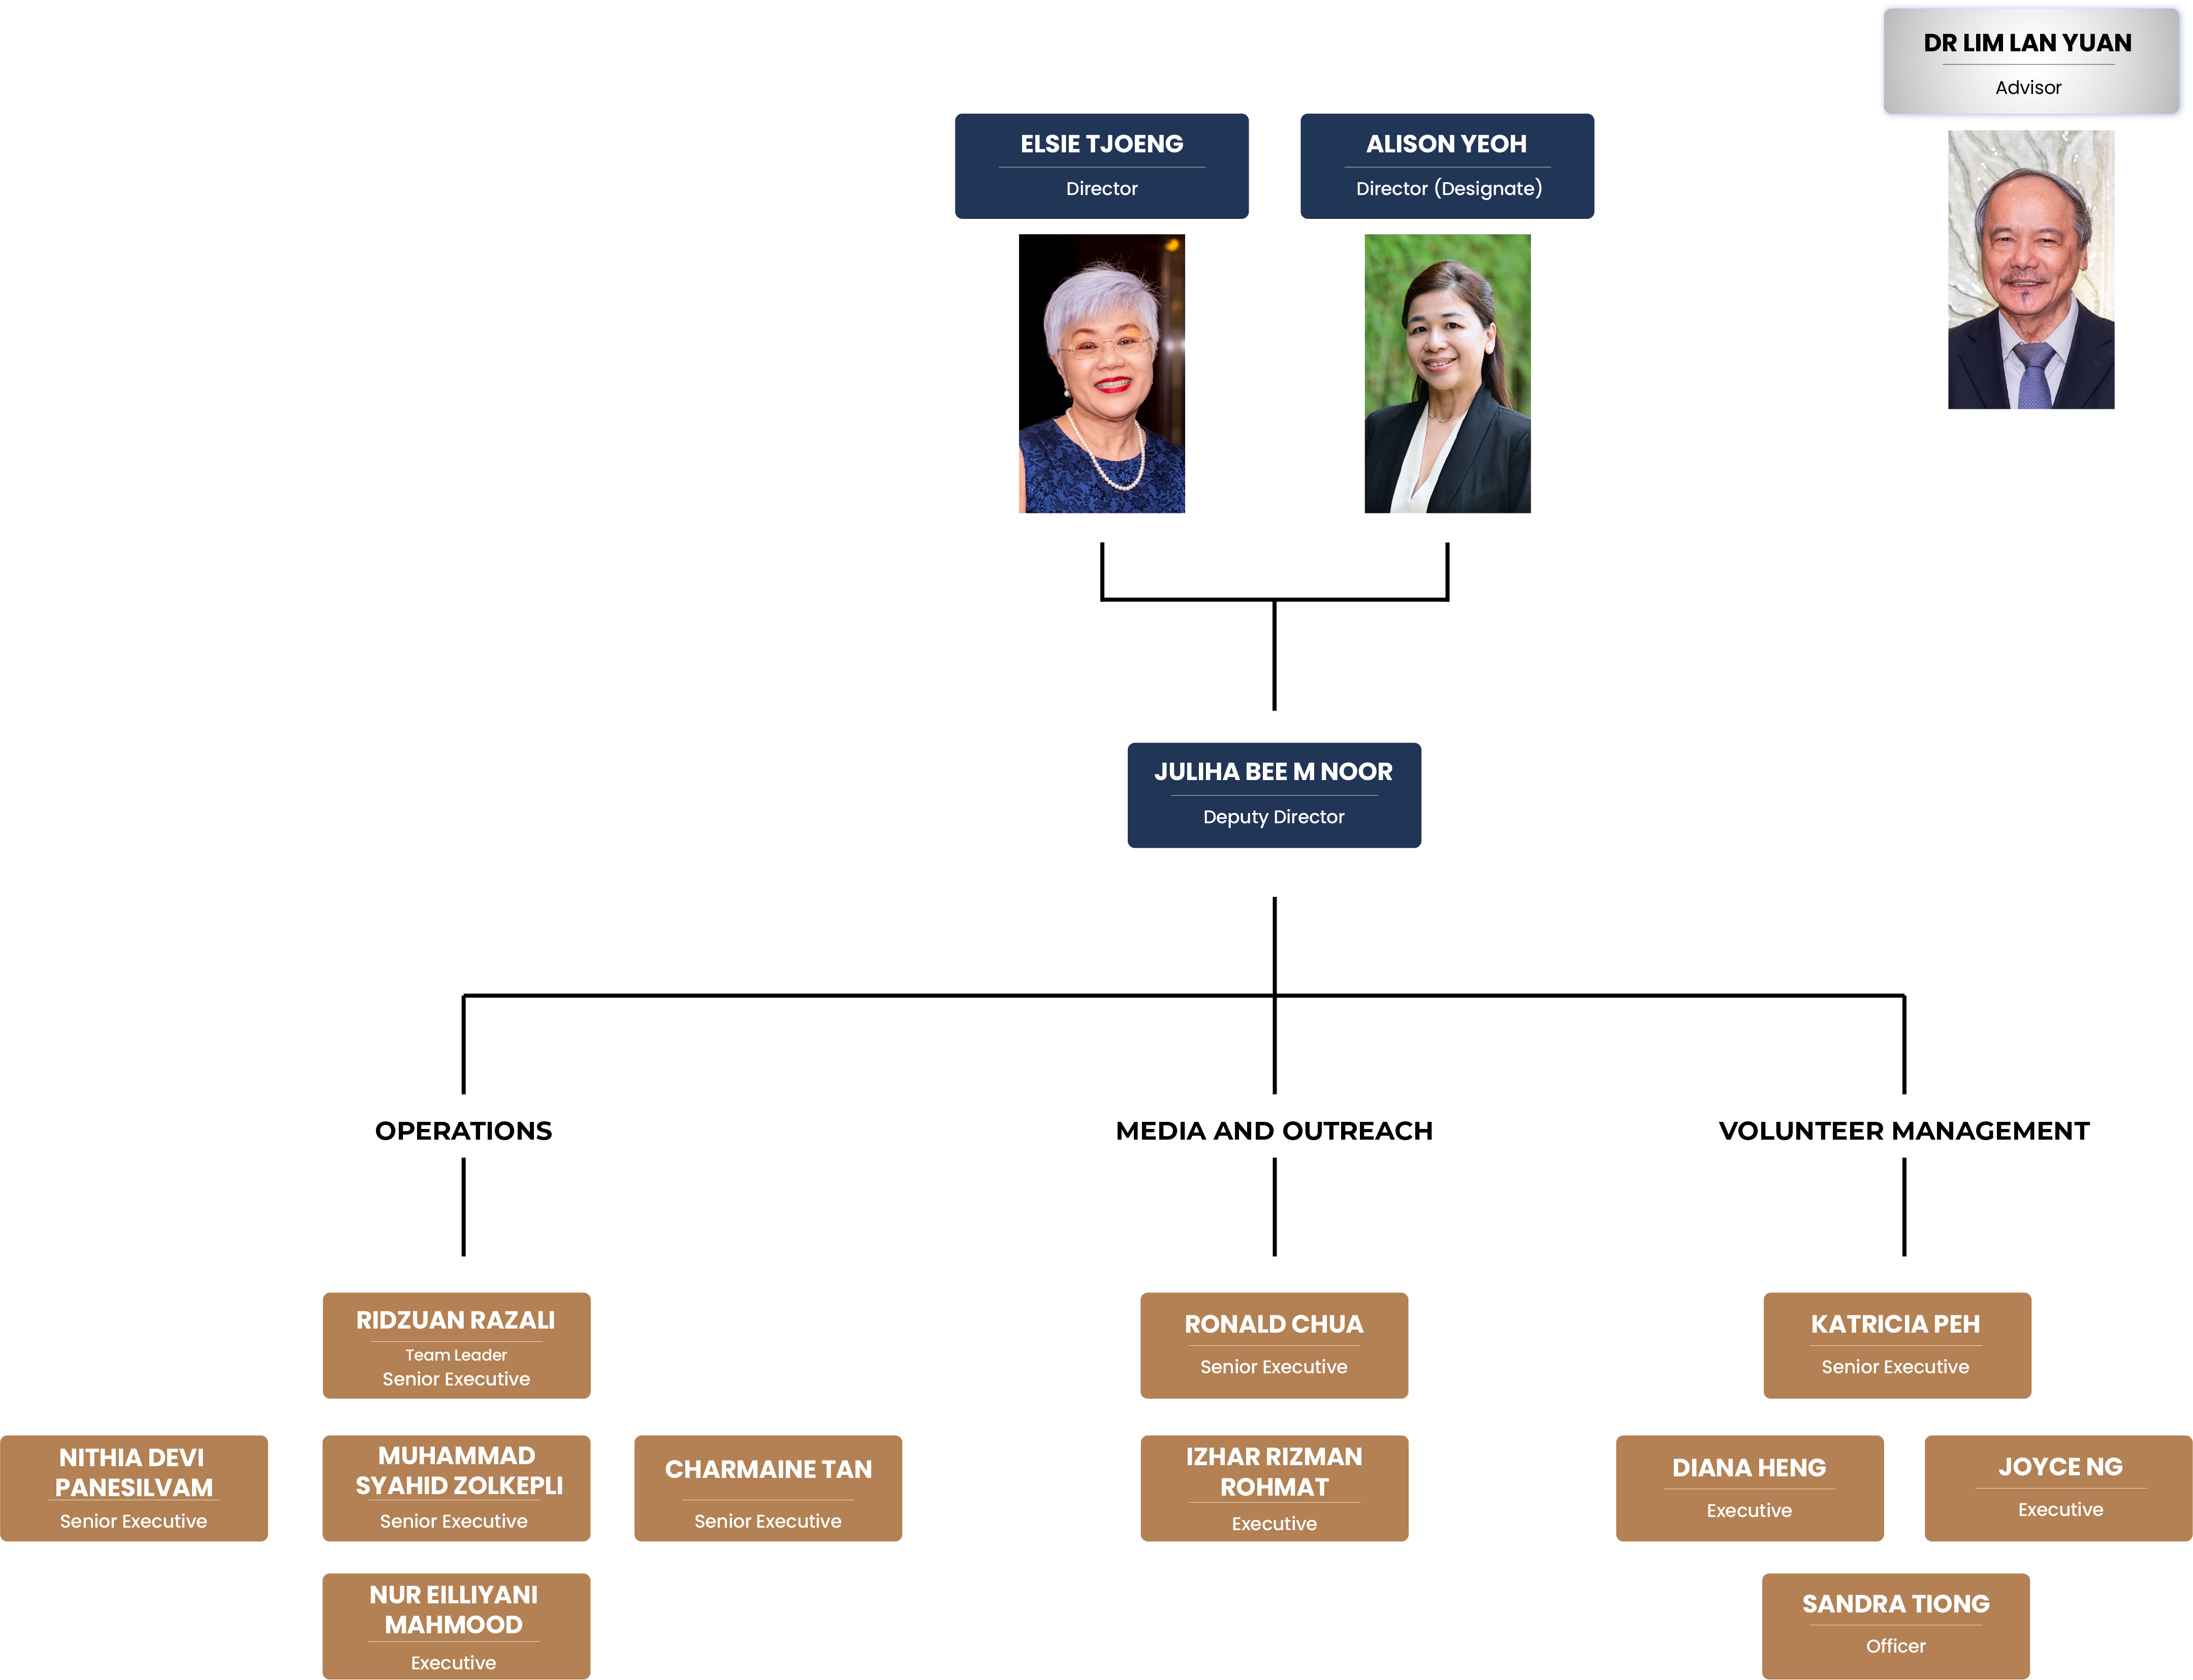 DR LIM LAN YUAN
Advisor
ELSIE TJOENG
Director
ALISON YEOH
Director (Designate)
JULIHA BEE M NOOR
Deputy Director
OPERATIONS
MEDIA AND OUTREACH
VOLUNTEER MANAGEMENT
RIDZUAN RAZALI
Team Leader
Senior Executive
NITHIA DEVI
PANESILVAM
Senior Executive
MUHAMMAD
SYAHID ZOLKEPLI
Senior Executive
CHARMAINE TAN
Senior Executive
NUR EILLIYANI
MAHMOOD
Executive
RONALD CHUA
Senior Executive
IZHAR RIZMAN
ROHMAT
Executive
KATRICIA PEH
Senior Executive
DIANA HENG
Executive
JOYCE NG
Executive
SANDRA TIONG
Officer